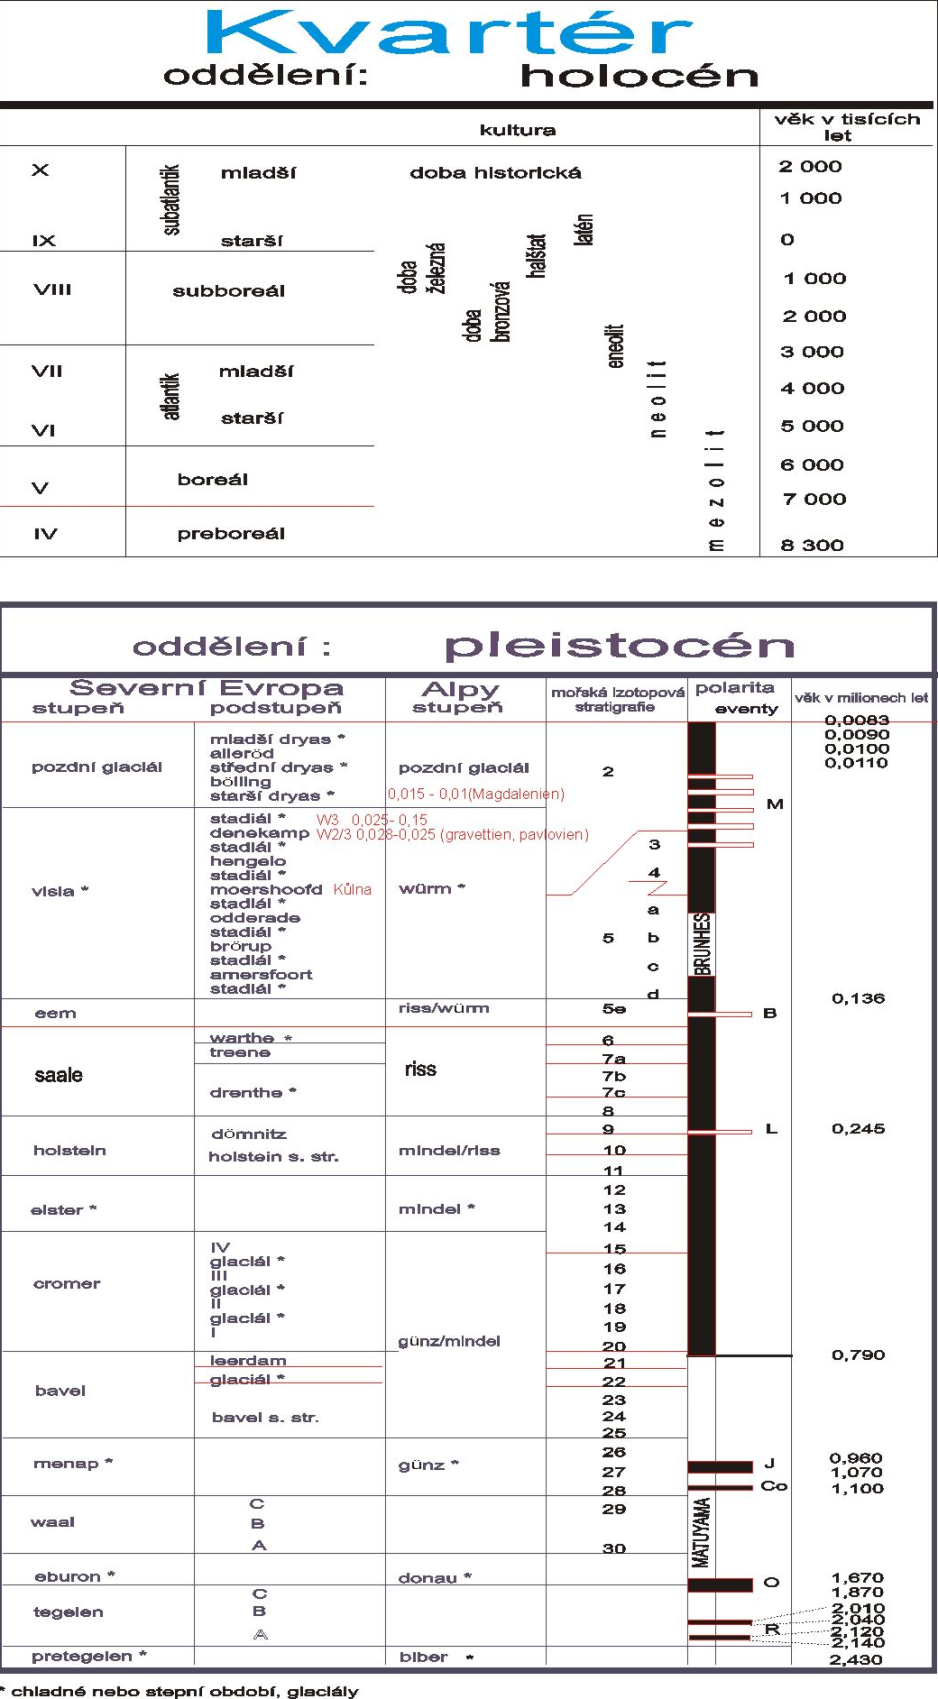 Kvartér
oddělení: holocén
kultura
věk v tisících
let
X
subatlantik
mladší
doba historická
2 000
1 000
IX
starší
0
latén
halštat
doba
železná
VIII
subboreál
1 000
doba
bronzová
2 000
eneolit
3 000
VII
atlantik
mladší
4 000
neolit
VI
starší
5 000
mezolit
V
boreál
6 000
7 000
IV
preboreál
8 300
oddělení : pleistocén
Severní Evropa
stupeň podstupeň
Alpy
stupeň
mořská izotopová
stratigrafie
polarita
eventy
věk v milionech let
0,0083
0,0090
0,0100
0,0110
pozdní glaciál
mladší dryas *
alleröd
střední dryas *
bölling
starší dryas *
pozdní glaciál
0,015 - 0,01(Magdalenien)
2
M
visla *
stadiál * W3 0,025- 0,15
denekamp W2/3 0,028-0,025 (gravettien, pavlovien)
stadiál *
hengelo
stadiál *
moershoofd Kůlna
stadiál *
odderade
stadiál *
brörup
stadiál *
amersfoort
stadiál *
würm *
3
4
5
a
b
c
d
BRUNHES
0,136
eem
riss/würm
5e
B
saale
warthe *
treene
drenthe *
riss
6
7a
7b
7c
8
holstein
dömnitz
holstein s. str.
mindel/riss
9
10
11
L
0,245
elster *
mindel *
12
13
14
cromer
IV
glaciál *
III
glaciál *
II
glaciál *
I
günz/mindel
15
16
17
18
19
20
0,790
bavel
leerdam
glaciál *
bavel s. str.
21
22
23
24
25
menap *
günz *
26
27
28
J
Co
0,960
1,070
1,100
waal
C
B
A
29
30
MATUYAMA
eburon *
donau *
O
1,670
1,870
tegelen
C
B
A
R
2,010
2,040
2,120
2,140
pretegelen *
biber *
2,430
* chladné nebo stepní období, glaciály